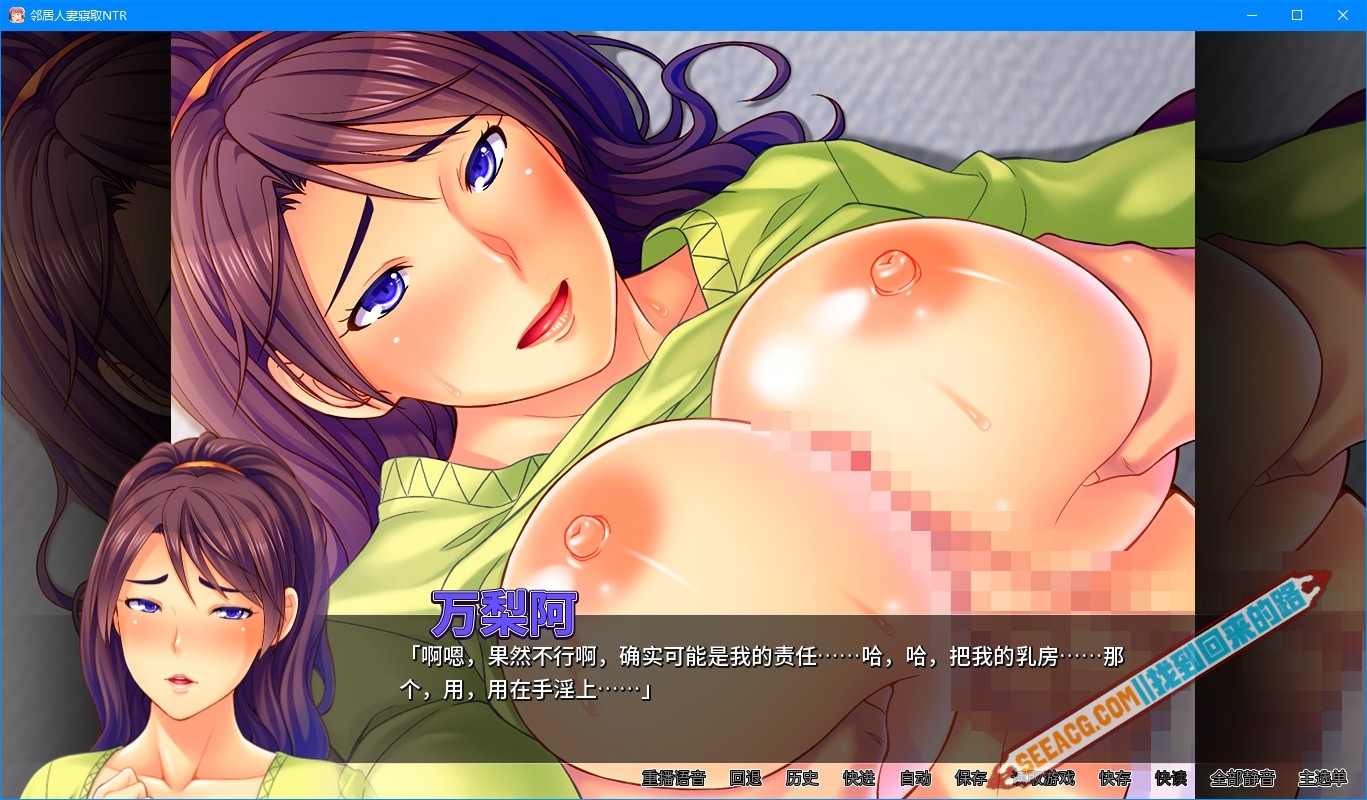 邻居人妻寝取NTR
万梨阿
「啊嗯，果然不行啊，确实可能是我的责任……哈，哈，把我的乳房……那
个，用，用在手淫上……」
SEEACG.COM||找到回来的路
重播语音 回退 历史 快进 自动 保存 读取游戏 快存 快读 全部静音 主选单